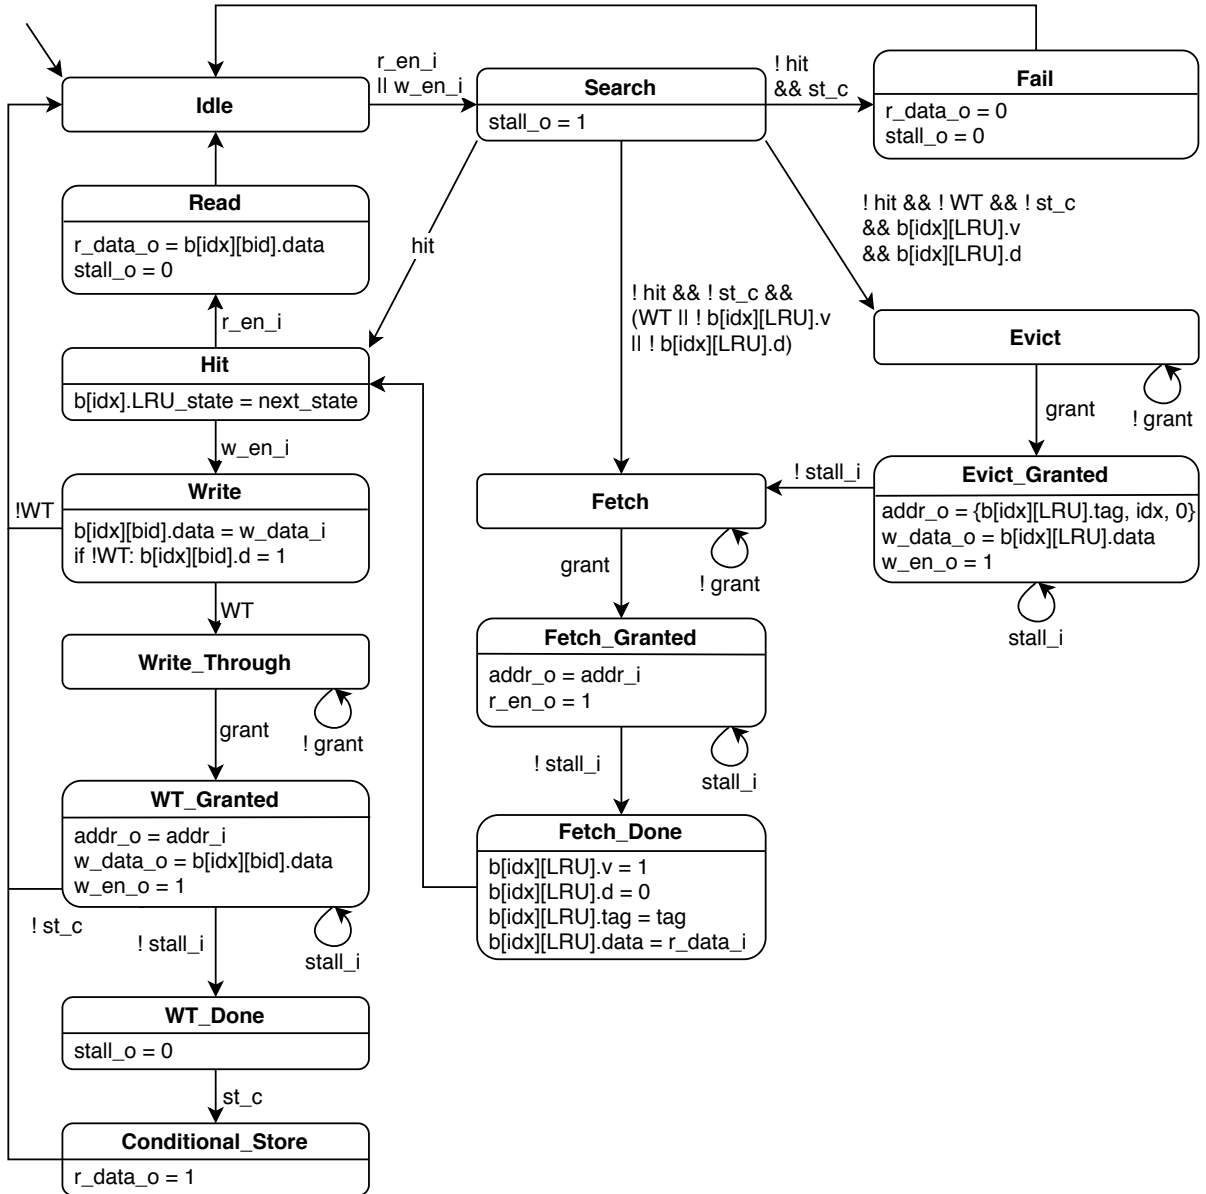 r_en_i
|| w_en_i
! hit
&& st_c
Idle
Search
stall_o = 1
Fail
r_data_o = 0
stall_o = 0
Read
r_data_o = b[idx][bid].data
stall_o = 0
hit
! hit && ! WT && ! st_c
&& b[idx][LRU].v
&& b[idx][LRU].d
! hit && ! st_c &&
(WT || ! b[idx][LRU].v
|| ! b[idx][LRU].d)
r_en_i
Evict
Hit
b[idx].LRU_state = next_state
grant
! grant
w_en_i
! stall_i
Evict_Granted
addr_o = {b[idx][LRU].tag, idx, 0}
w_data_o = b[idx][LRU].data
w_en_o = 1
stall_i
!WT
Write
b[idx][bid].data = w_data_i
if !WT: b[idx][bid].d = 1
Fetch
grant
! grant
WT
Write_Through
Fetch_Granted
addr_o = addr_i
r_en_o = 1
grant
! grant
! stall_i
stall_i
WT_Granted
addr_o = addr_i
w_data_o = b[idx][bid].data
w_en_o = 1
Fetch_Done
b[idx][LRU].v = 1
b[idx][LRU].d = 0
b[idx][LRU].tag = tag
b[idx][LRU].data = r_data_i
! st_c
! stall_i
stall_i
WT_Done
stall_o = 0
st_c
Conditional_Store
r_data_o = 1